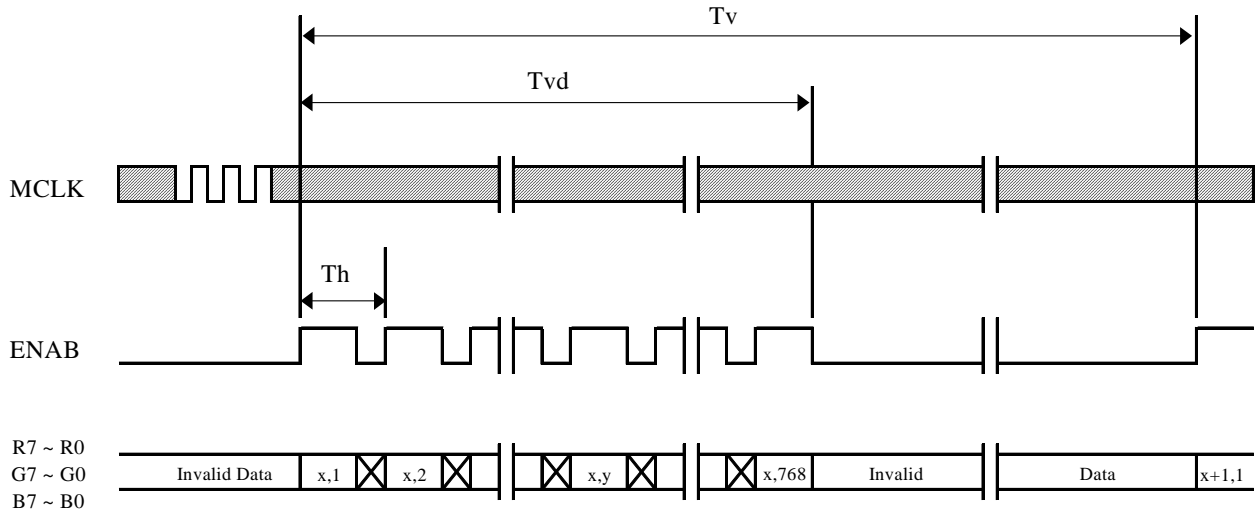 Tv
Tvd
MCLK
Th
ENAB
R7 ~ R0
G7 ~ G0
B7 ~ B0
Invalid Data x,1 x,2 x,y x,768 Invalid Data x+1,1